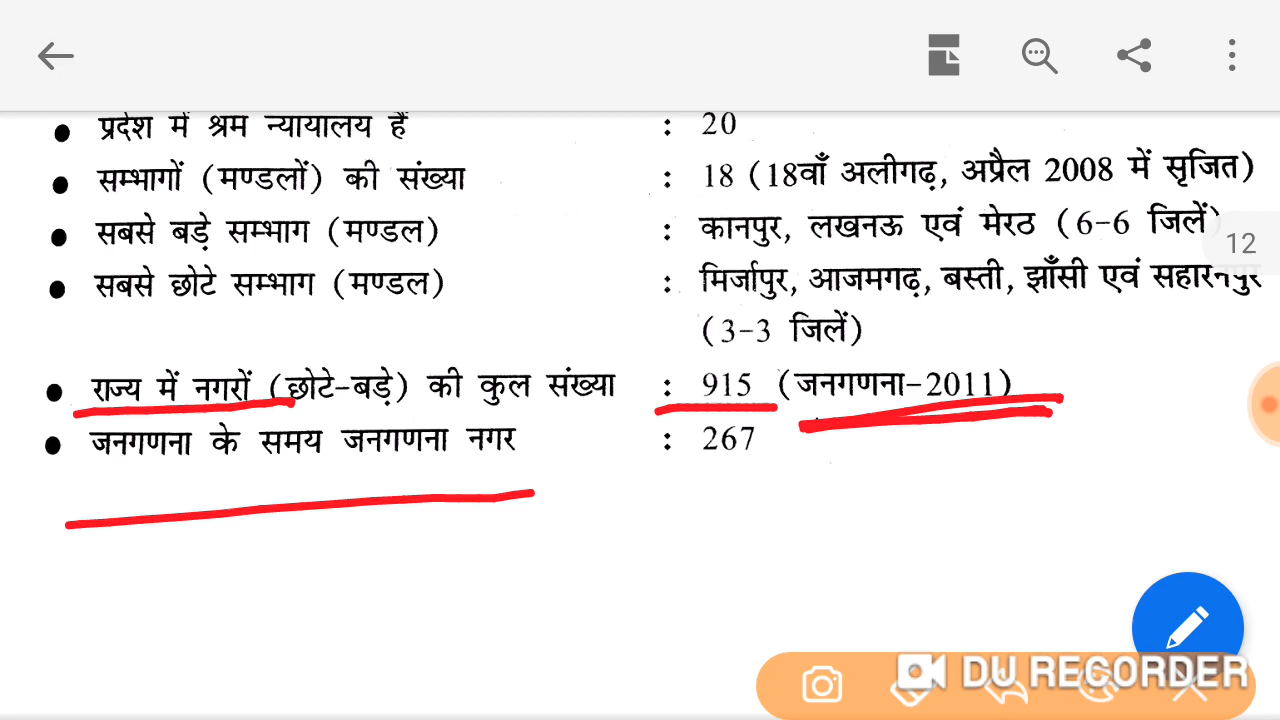 प्रदेश में श्रम न्यायालय हैं : 20
सम्भागों (मण्डलों) की संख्या : 18 (18वाँ अलीगढ़, अप्रैल 2008 में सृजित)
सबसे बड़े सम्भाग (मण्डल) : कानपुर, लखनऊ एवं मेरठ (6-6 जिलें)
12
सबसे छोटे सम्भाग (मण्डल) : मिर्जापुर, आजमगढ़, बस्ती, झाँसी एवं सहारनपुर
(3-3 जिलें)
राज्य में नगरों (छोटे-बड़े) की कुल संख्या : 915 (जनगणना-2011)
जनगणना के समय जनगणना नगर : 267
DU RECORDER